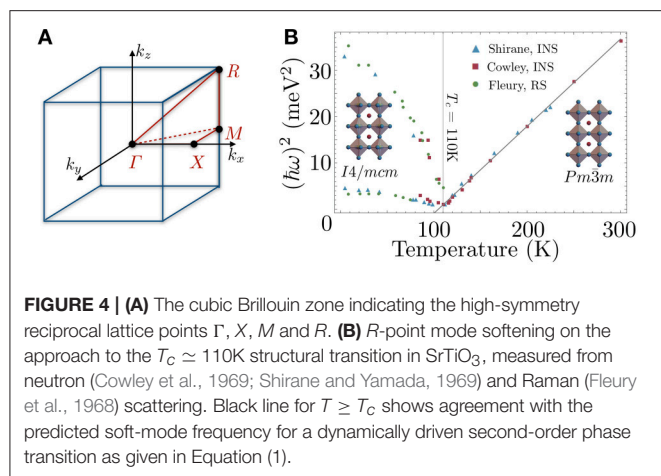 A
k_z
R
M
k_y
Γ
X
k_x
B
(ħω)² (meV²)
30
20
10
0
Shirane, INS
Cowley, INS
Fleury, RS
T_c = 110K
I4/mcm
Pm3̄m
0 100 200 300
Temperature (K)
FIGURE 4 | (A) The cubic Brillouin zone indicating the high-symmetry
reciprocal lattice points Γ, X, M and R. (B) R-point mode softening on the
approach to the T_c ≃ 110K structural transition in SrTiO₃, measured from
neutron (Cowley et al., 1969; Shirane and Yamada, 1969) and Raman (Fleury
et al., 1968) scattering. Black line for T ≥ T_c shows agreement with the
predicted soft-mode frequency for a dynamically driven second-order phase
transition as given in Equation (1).